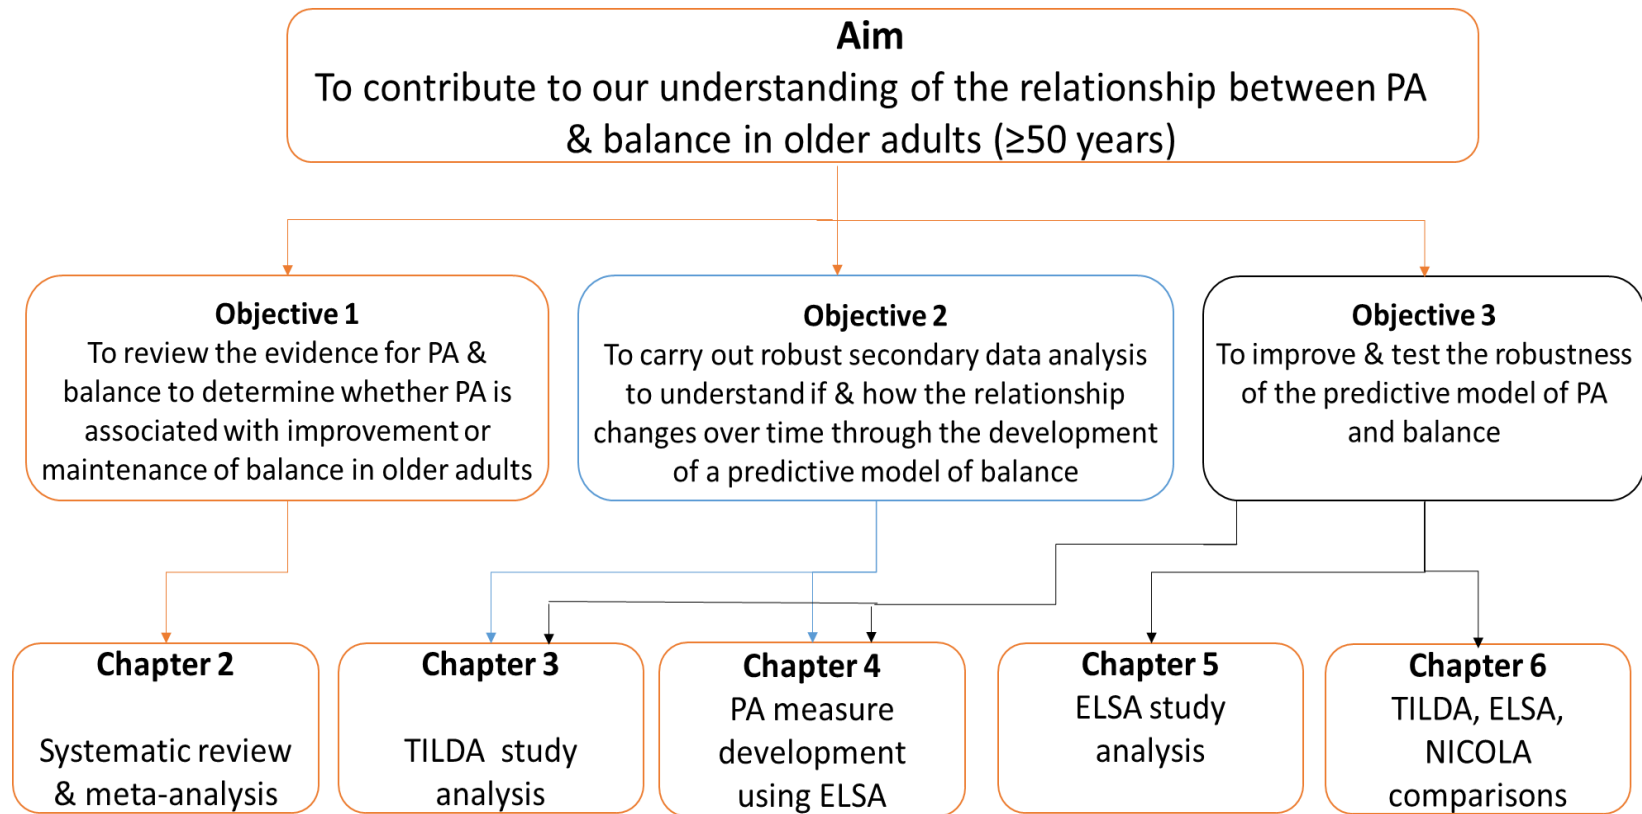 Aim
To contribute to our understanding of the relationship between PA
& balance in older adults (≥50 years)
Objective 1
To review the evidence for PA &
balance to determine whether PA is
associated with improvement or
maintenance of balance in older adults
Objective 2
To carry out robust secondary data analysis
to understand if & how the relationship
changes over time through the development
of a predictive model of balance
Objective 3
To improve & test the robustness
of the predictive model of PA
and balance
Chapter 2
Systematic review
& meta-analysis
Chapter 3
TILDA study
analysis
Chapter 4
PA measure
development
using ELSA
Chapter 5
ELSA study
analysis
Chapter 6
TILDA, ELSA,
NICOLA
comparisons